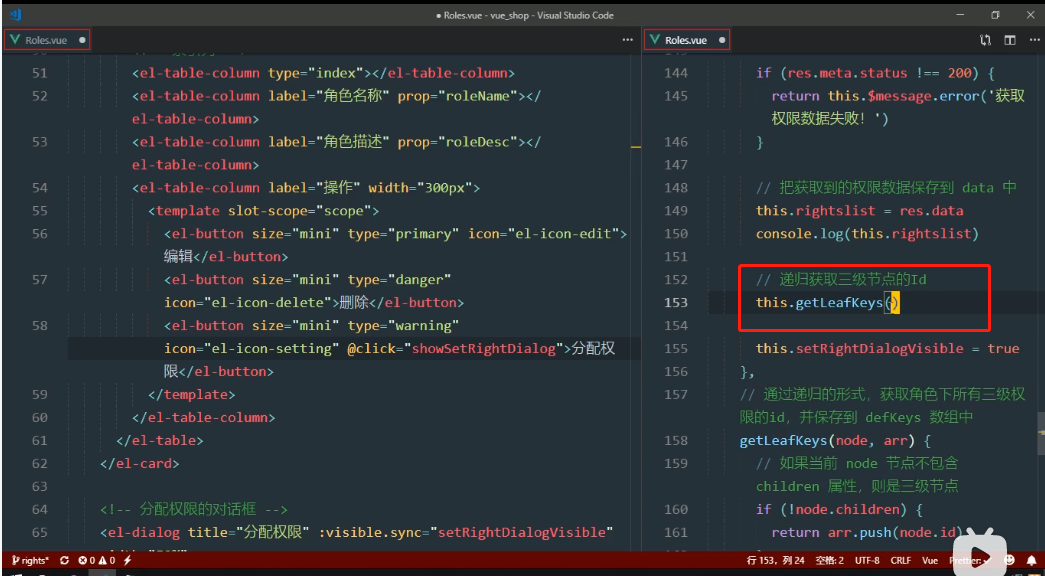 ● Roles.vue - vue_shop - Visual Studio Code
Roles.vue ●
51 <el-table-column type="index"></el-table-column>
52 <el-table-column label="角色名称" prop="roleName"></
el-table-column>
53 <el-table-column label="角色描述" prop="roleDesc"></
el-table-column>
54 <el-table-column label="操作" width="300px">
55 <template slot-scope="scope">
56 <el-button size="mini" type="primary" icon="el-icon-edit">
编辑</el-button>
57 <el-button size="mini" type="danger"
icon="el-icon-delete">删除</el-button>
58 <el-button size="mini" type="warning"
icon="el-icon-setting" @click="showSetRightDialog">分配权
限</el-button>
59 </template>
60 </el-table-column>
61 </el-table>
62 </el-card>
63
64 <!-- 分配权限的对话框 -->
65 <el-dialog title="分配权限" :visible.sync="setRightDialogVisible"
Roles.vue ●
144 if (res.meta.status !== 200) {
145 return this.$message.error('获取
权限数据失败！')
146 }
147
148 // 把获取到的权限数据保存到 data 中
149 this.rightslist = res.data
150 console.log(this.rightslist)
151
152 // 递归获取三级节点的Id
153 this.getLeafKeys()
154
155 this.setRightDialogVisible = true
156 },
157 // 通过递归的形式，获取角色下所有三级权
限的id，并保存到 defKeys 数组中
158 getLeafKeys(node, arr) {
159 // 如果当前 node 节点不包含
children 属性，则是三级节点
160 if (!node.children) {
161 return arr.push(node.id)
rights* 0 0 行 153，列 24 空格: 2 UTF-8 CRLF Vue Prettier: ✓